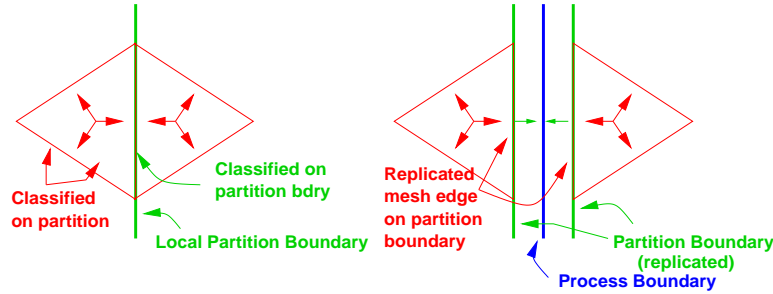 Classified on
partition bdry
Classified
on partition
Local Partition Boundary
Replicated
mesh edge
on partition
boundary
Partition Boundary
(replicated)
Process Boundary